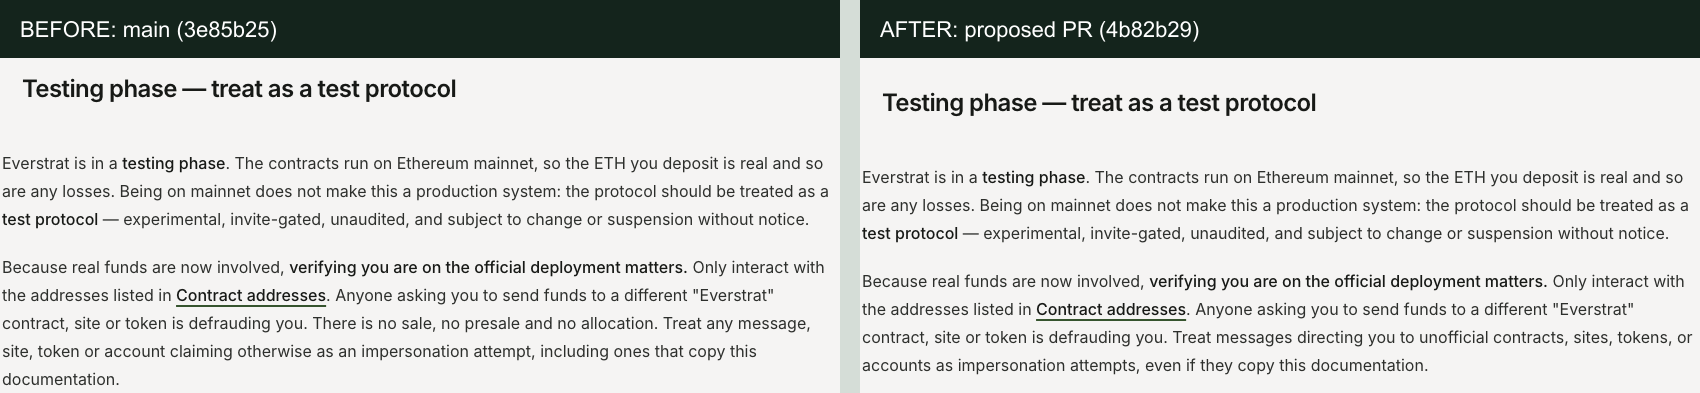 BEFORE: main (3e85b25)
Testing phase — treat as a test protocol
Everstrat is in a testing phase. The contracts run on Ethereum mainnet, so the ETH you deposit is real and so
are any losses. Being on mainnet does not make this a production system: the protocol should be treated as a
test protocol — experimental, invite-gated, unaudited, and subject to change or suspension without notice.
Because real funds are now involved, verifying you are on the official deployment matters. Only interact with
the addresses listed in Contract addresses. Anyone asking you to send funds to a different "Everstrat"
contract, site or token is defrauding you. There is no sale, no presale and no allocation. Treat any message,
site, token or account claiming otherwise as an impersonation attempt, including ones that copy this
documentation.
AFTER: proposed PR (4b82b29)
Testing phase — treat as a test protocol
Everstrat is in a testing phase. The contracts run on Ethereum mainnet, so the ETH you deposit is real and so
are any losses. Being on mainnet does not make this a production system: the protocol should be treated as a
test protocol — experimental, invite-gated, unaudited, and subject to change or suspension without notice.
Because real funds are now involved, verifying you are on the official deployment matters. Only interact with
the addresses listed in Contract addresses. Anyone asking you to send funds to a different "Everstrat"
contract, site or token is defrauding you. Treat messages directing you to unofficial contracts, sites, tokens, or
accounts as impersonation attempts, even if they copy this documentation.